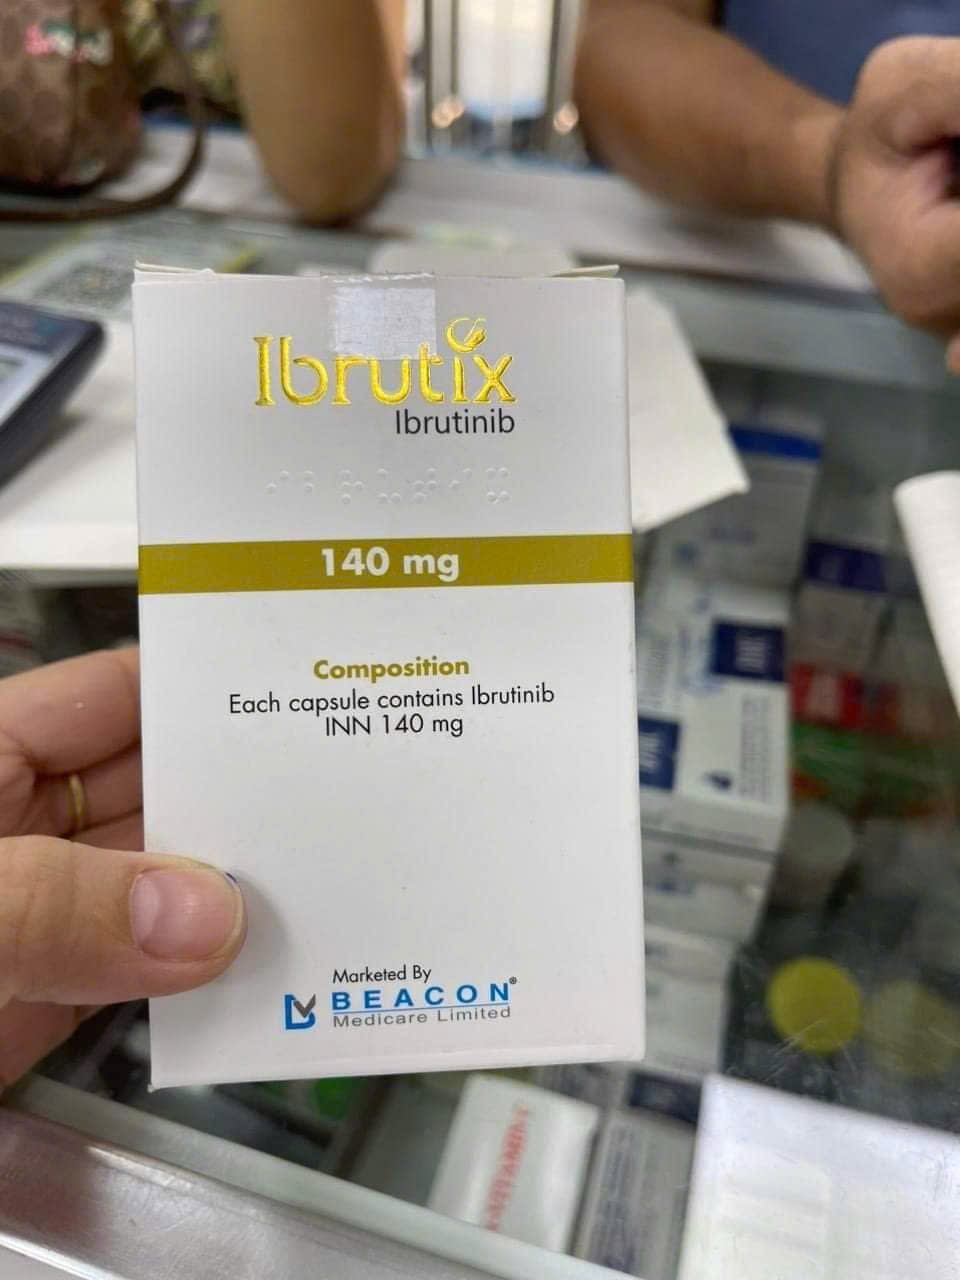 Ibrutix
Ibrutinib
140 mg
Composition
Each capsule contains Ibrutinib
INN 140 mg
Marketed By
BEACON®
Medicare Limited